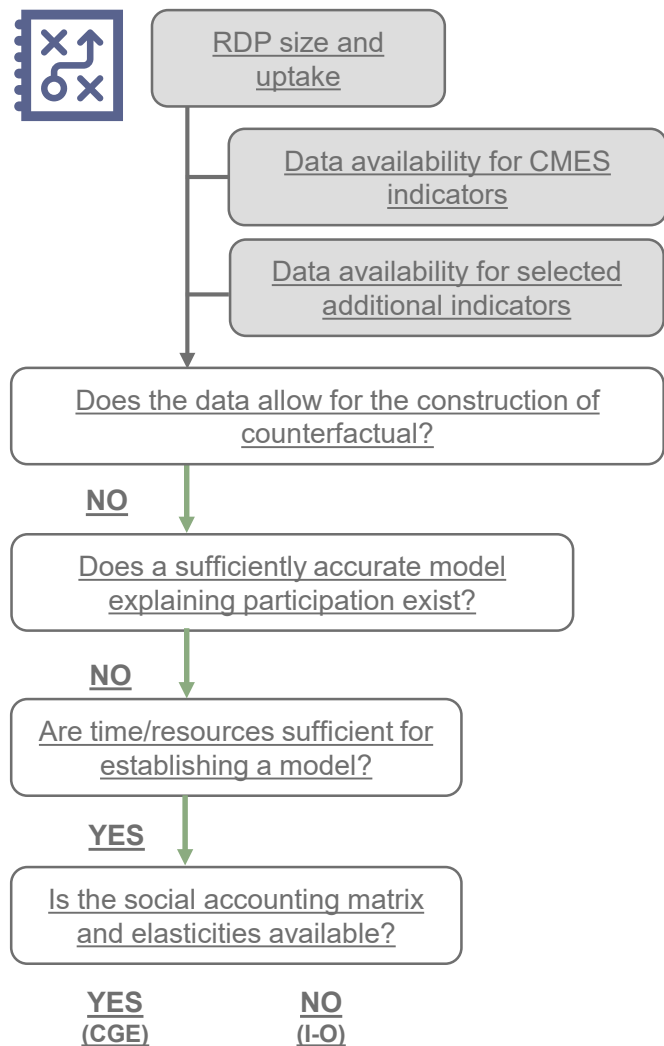 RDP size and
uptake
Data availability for CMES
indicators
Data availability for selected
additional indicators
Does the data allow for the construction of
counterfactual?
NO
Does a sufficiently accurate model
explaining participation exist?
NO
Are time/resources sufficient for
establishing a model?
YES
Is the social accounting matrix
and elasticities available?
YES NO
(CGE) (I-O)